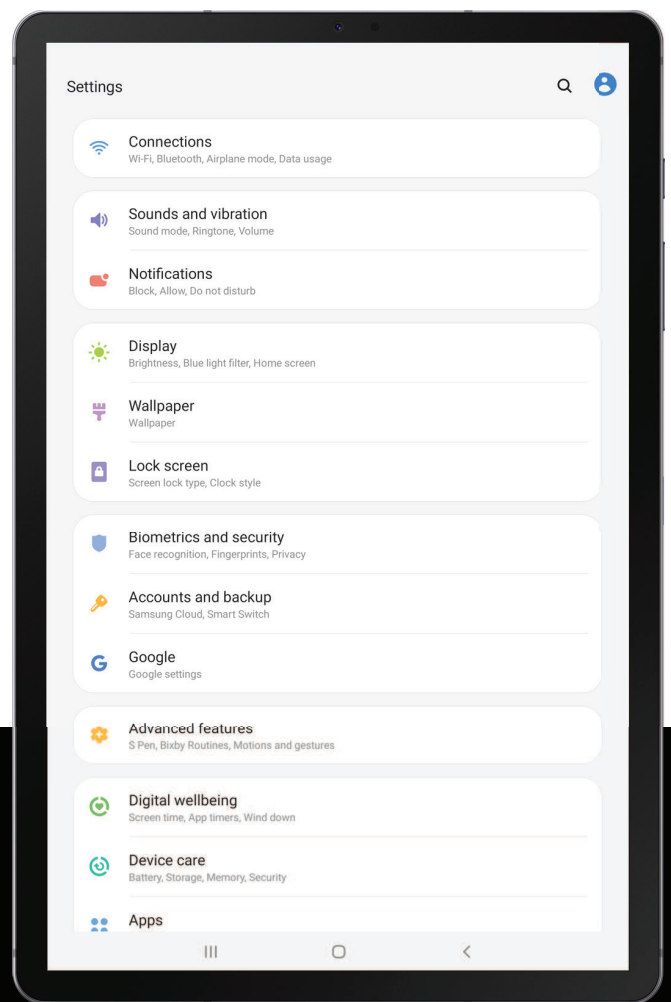 Settings
Connections
Wi-Fi, Bluetooth, Airplane mode, Data usage
Sounds and vibration
Sound mode, Ringtone, Volume
Notifications
Block, Allow, Do not disturb
Display
Brightness, Blue light filter, Home screen
Wallpaper
Wallpaper
Lock screen
Screen lock type, Clock style
Biometrics and security
Face recognition, Fingerprints, Privacy
Accounts and backup
Samsung Cloud, Smart Switch
Google
Google settings
Advanced features
S Pen, Bixby Routines, Motions and gestures
Digital wellbeing
Screen time, App timers, Wind down
Device care
Battery, Storage, Memory, Security
Apps